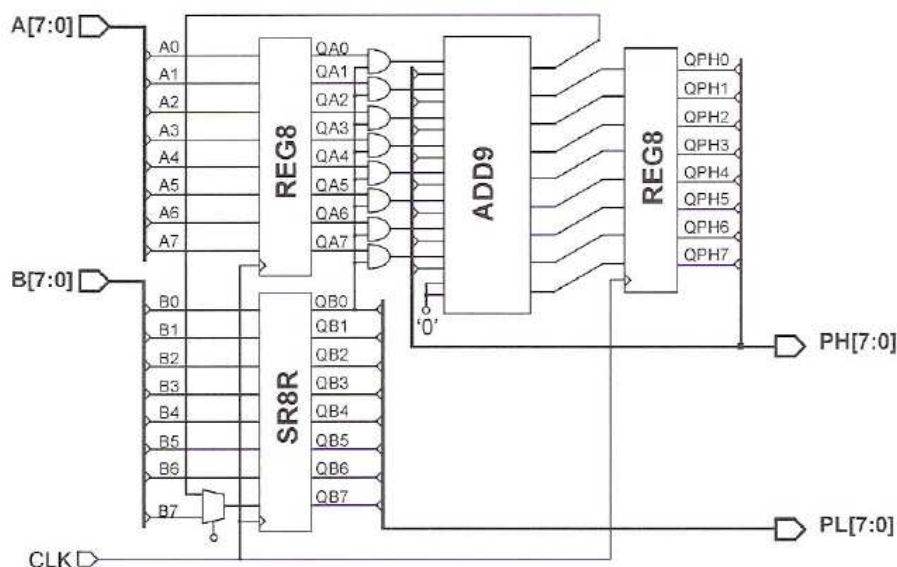 A[7:0]
A0
A1
A2
A3
A4
A5
A6
A7
REG8
QA0
QA1
QA2
QA3
QA4
QA5
QA6
QA7
ADD9
'0'
REG8
QPH0
QPH1
QPH2
QPH3
QPH4
QPH5
QPH6
QPH7
B[7:0]
B0
B1
B2
B3
B4
B5
B6
B7
SR8R
QB0
QB1
QB2
QB3
QB4
QB5
QB6
QB7
PH[7:0]
PL[7:0]
CLK